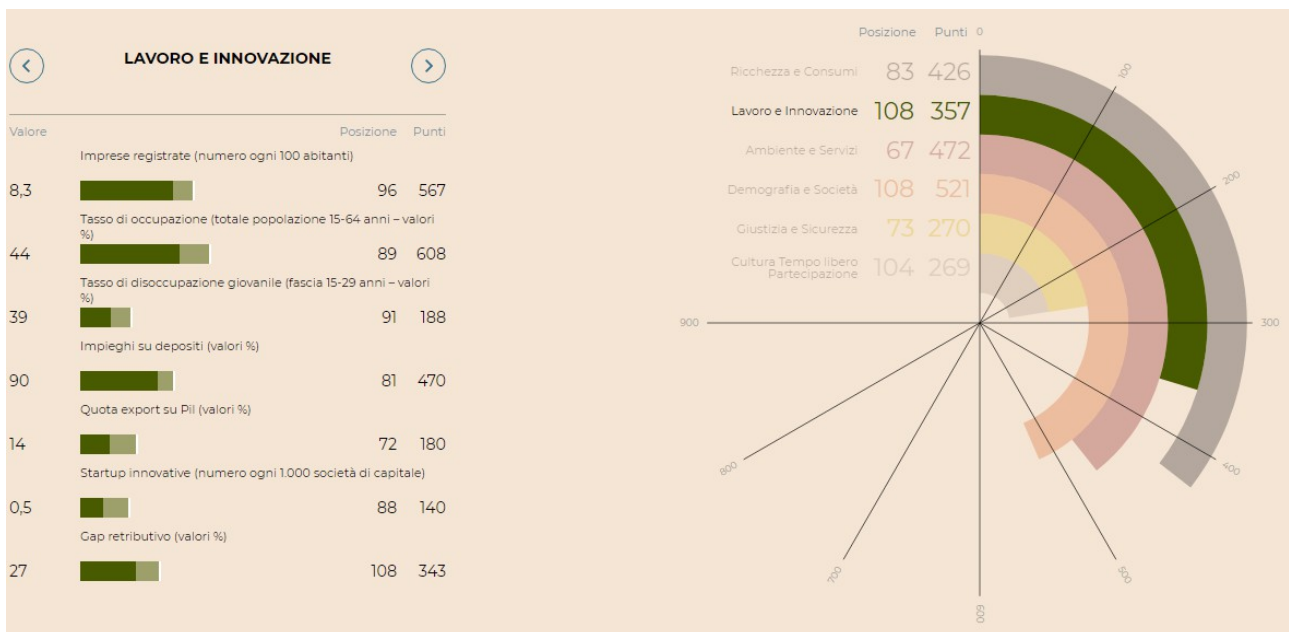 LAVORO E INNOVAZIONE
Valore Posizione Punti
Imprese registrate (numero ogni 100 abitanti)
8,3 96 567
Tasso di occupazione (totale popolazione 15-64 anni – valori
%)
44 89 608
Tasso di disoccupazione giovanile (fascia 15-29 anni – valori
%)
39 91 188
Impieghi su depositi (valori %)
90 81 470
Quota export su Pil (valori %)
14 72 180
Startup innovative (numero ogni 1.000 società di capitale)
0,5 88 140
Gap retributivo (valori %)
27 108 343
Posizione Punti 0
Ricchezza e Consumi 83 426
Lavoro e Innovazione 108 357
Ambiente e Servizi 67 472
Demografia e Società 108 521
Giustizia e Sicurezza 73 270
Cultura Tempo libero
Partecipazione 104 269
100
200
300
400
500
600
700
800
900